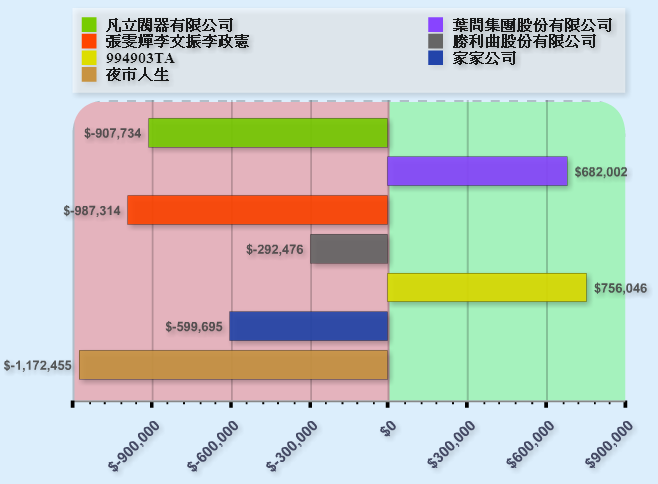 凡立閥器有限公司
葉問集團股份有限公司
張雯燁李文振李政憲
勝利曲股份有限公司
994903TA
家家公司
夜市人生
$-907,734
$682,002
$-987,314
$-292,476
$756,046
$-599,695
$-1,172,455
$-900,000
$-600,000
$-300,000
$0
$300,000
$600,000
$900,000